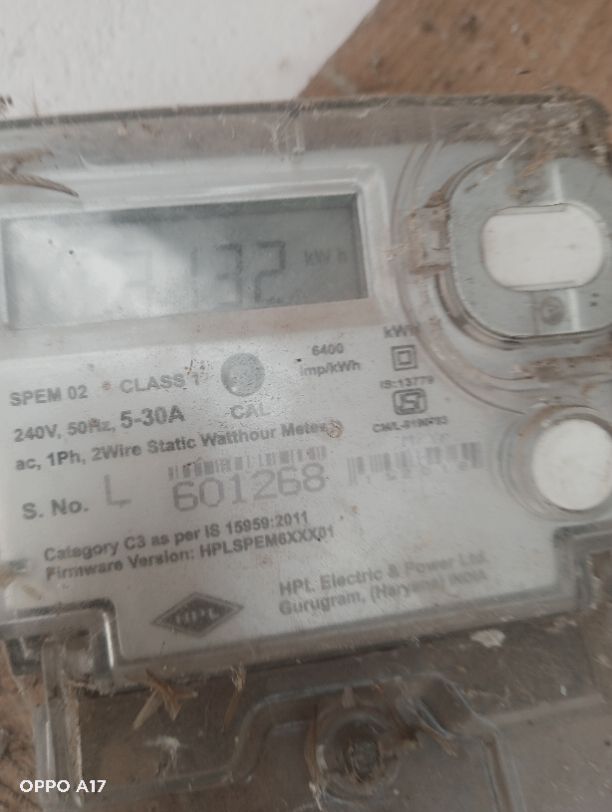 3132 kWh
SPEM 02 CLASS 1
6400
imp/kWh
kWh
IS:13779
240V, 50Hz, 5-30A
CAL
ac, 1Ph, 2Wire Static Watthour Meter
S. No. L 601268
Category C3 as per IS 15959:2011
Firmware Version: HPLSPEM6XXX01
HPL
HPL Electric & Power Ltd.
Gurugram, (Haryana) INDIA
OPPO A17